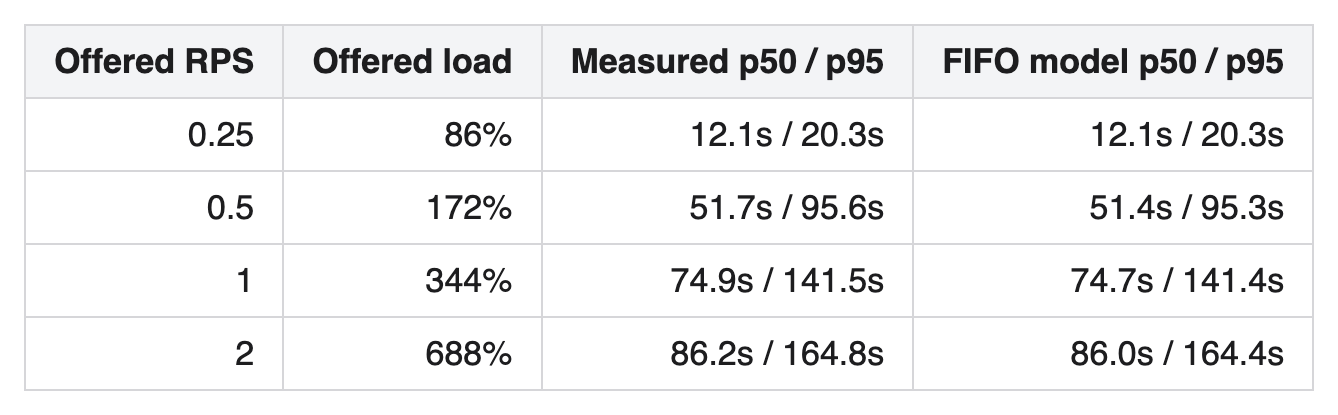 Offered RPS Offered load Measured p50 / p95 FIFO model p50 / p95
0.25 86% 12.1s / 20.3s 12.1s / 20.3s
0.5 172% 51.7s / 95.6s 51.4s / 95.3s
1 344% 74.9s / 141.5s 74.7s / 141.4s
2 688% 86.2s / 164.8s 86.0s / 164.4s